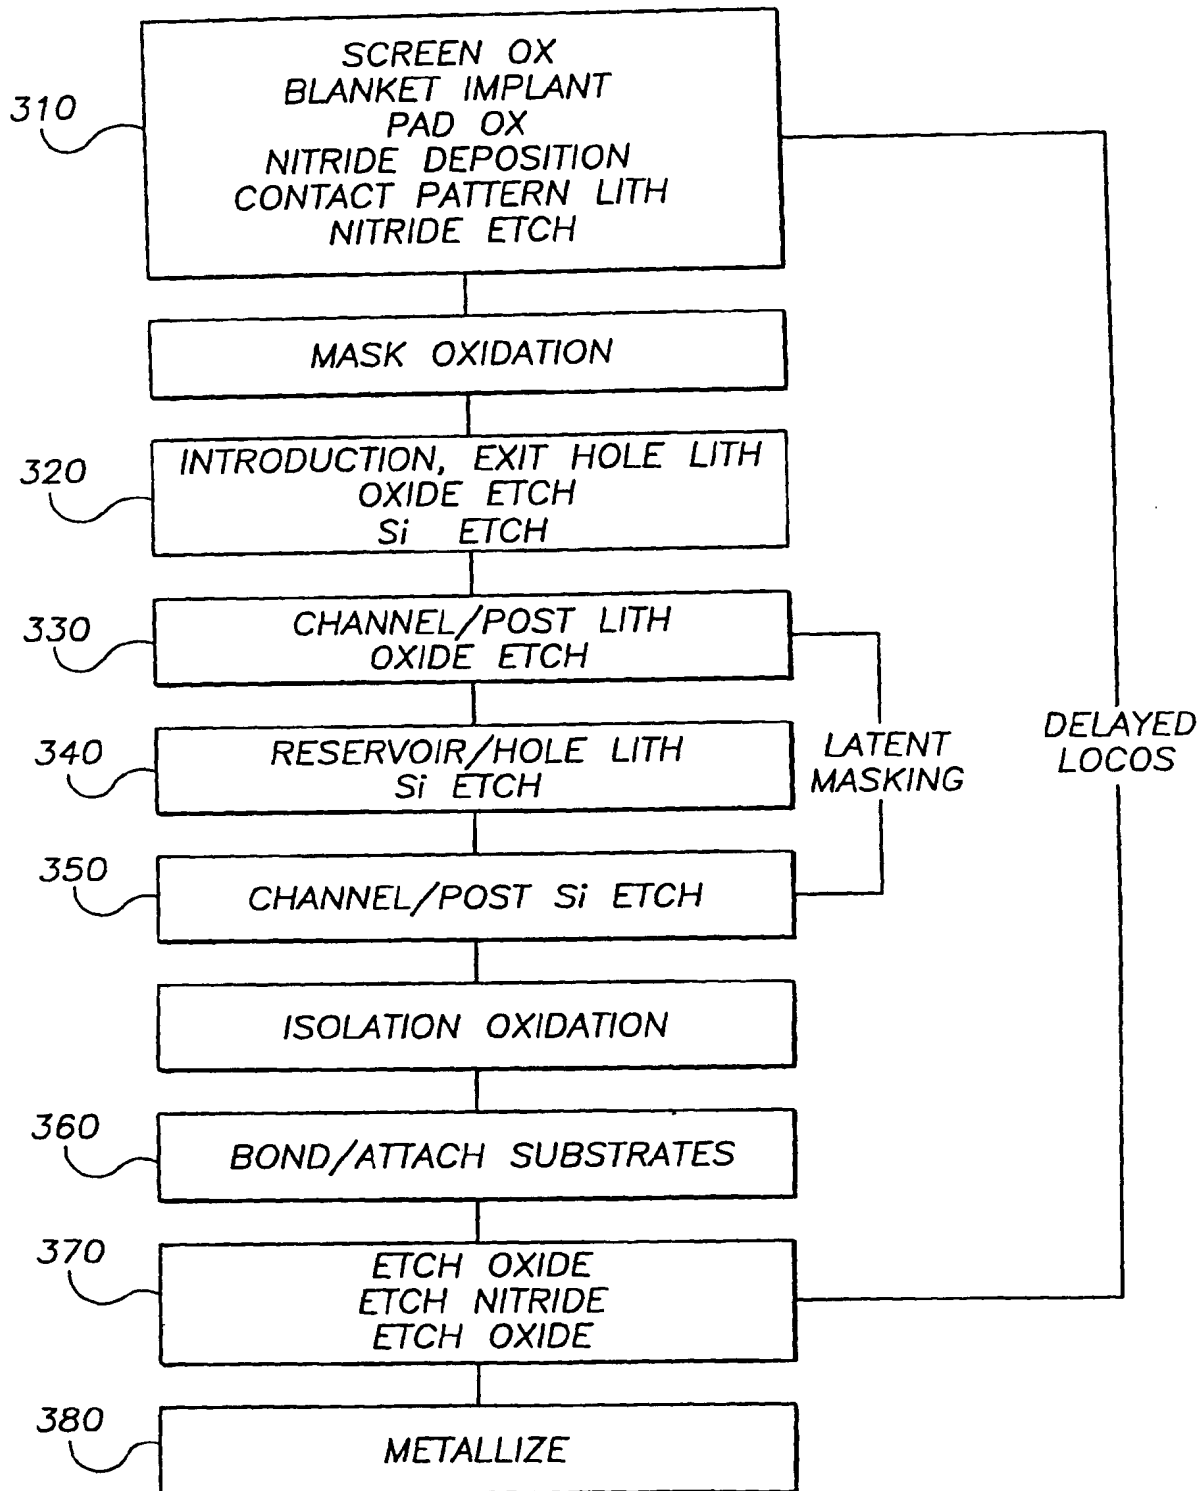 310
SCREEN OX
BLANKET IMPLANT
PAD OX
NITRIDE DEPOSITION
CONTACT PATTERN LITH
NITRIDE ETCH
MASK OXIDATION
320
INTRODUCTION, EXIT HOLE LITH
OXIDE ETCH
Si ETCH
330
CHANNEL/POST LITH
OXIDE ETCH
340
RESERVOIR/HOLE LITH
Si ETCH
LATENT
MASKING
DELAYED
LOCOS
350
CHANNEL/POST Si ETCH
ISOLATION OXIDATION
360
BOND/ATTACH SUBSTRATES
370
ETCH OXIDE
ETCH NITRIDE
ETCH OXIDE
380
METALLIZE